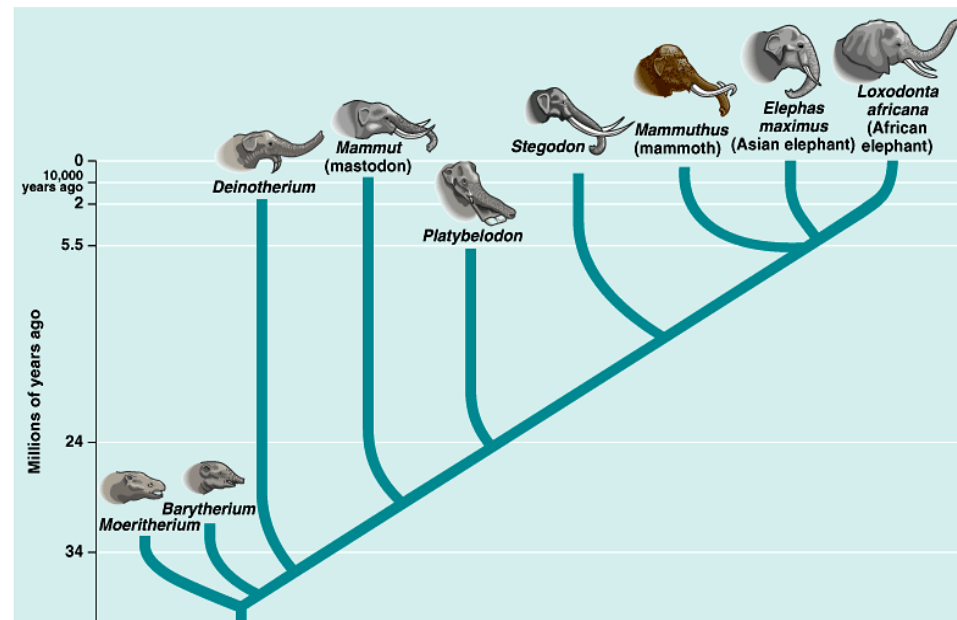 Loxodonta
africana
(African
elephant)
Elephas
maximus
(Asian elephant)
Mammuthus
(mammoth)
Stegodon
Mammut
(mastodon)
Deinotherium
Platybelodon
Barytherium
Moeritherium
0
10,000
years ago
2
5.5
24
34
Millions of years ago